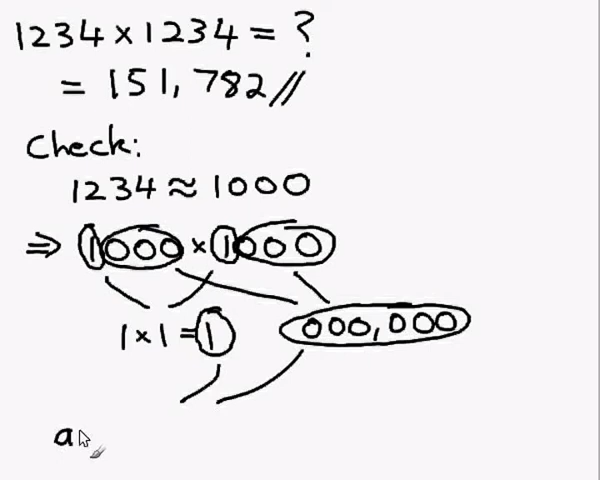 1234 × 1234 = ?
= 151,782 //
Check:
1234 ≈ 1000
⇒ 1000 × 1000
1 × 1 = 1 000,000
a